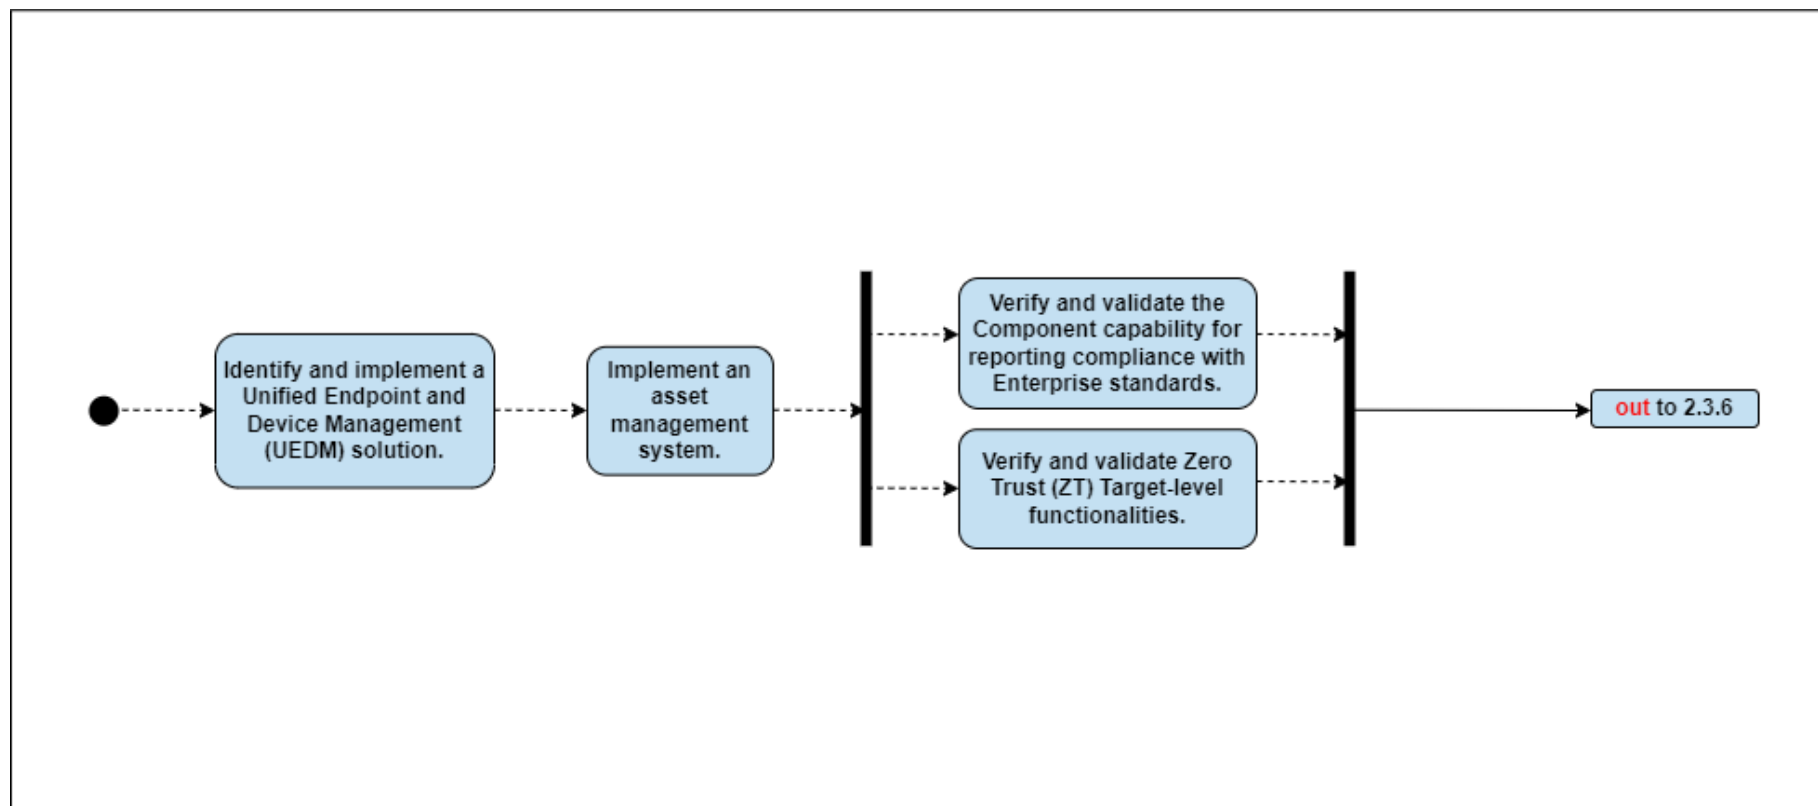 Identify and implement a
Unified Endpoint and
Device Management
(UEDM) solution.
Implement an
asset
management
system.
Verify and validate the
Component capability for
reporting compliance with
Enterprise standards.
Verify and validate Zero
Trust (ZT) Target-level
functionalities.
out to 2.3.6